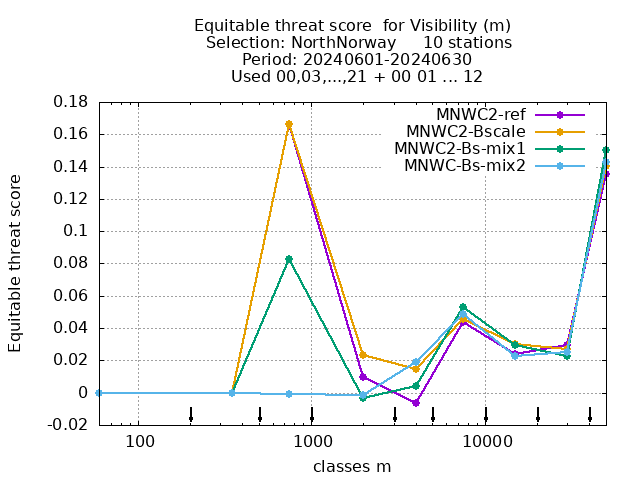 Equitable threat score  for Visibility (m)
Selection: NorthNorway     10 stations
Period: 20240601-20240630
Used 00,03,...,21 + 00 01 ... 12
MNWC2-ref
MNWC2-Bscale
MNWC2-Bs-mix1
MNWC-Bs-mix2
Equitable threat score
0.18
0.16
0.14
0.12
0.1
0.08
0.06
0.04
0.02
0
-0.02
100 1000 10000
classes m